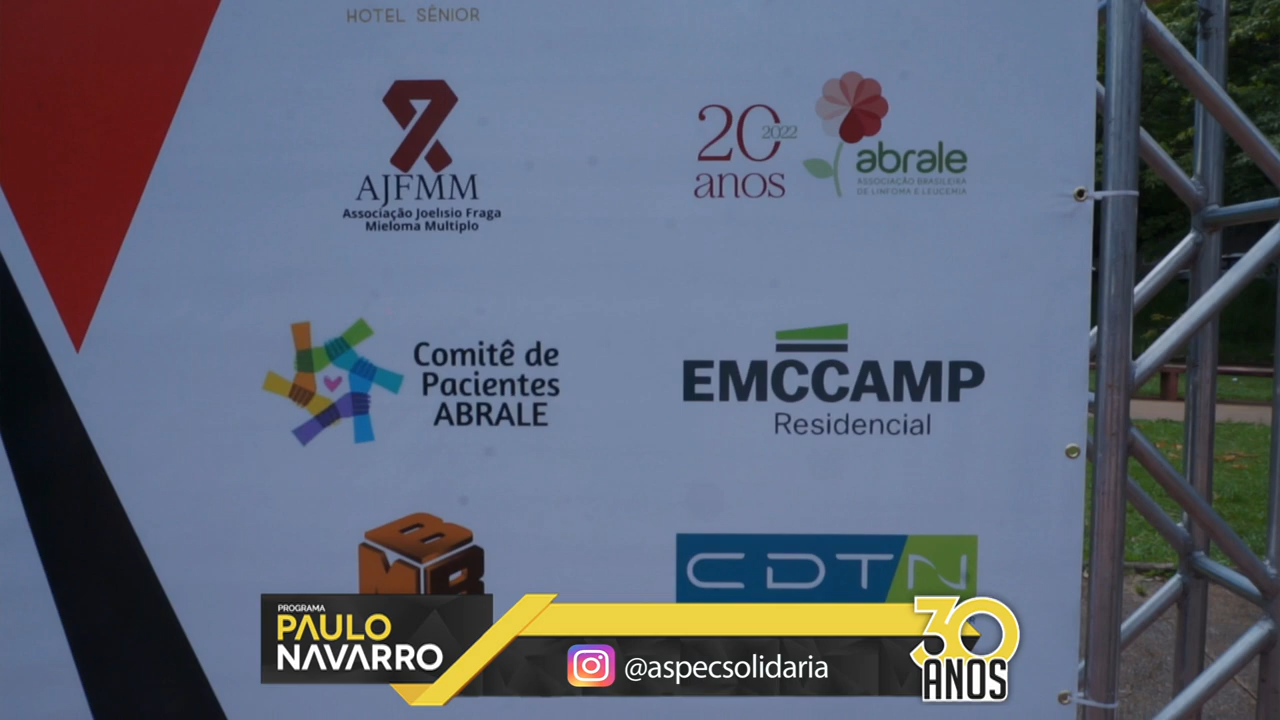 HOTEL SÊNIOR
AJFMM
Associação Joelisio Fraga
Mieloma Multiplo
20 2022
anos
abrale
ASSOCIAÇÃO BRASILEIRA
DE LINFOMA E LEUCEMIA
Comitê de
Pacientes
ABRALE
EMCCAMP
Residencial
CDTN
PROGRAMA
PAULO
NAVARRO
@aspecsolidaria
30
ANOS